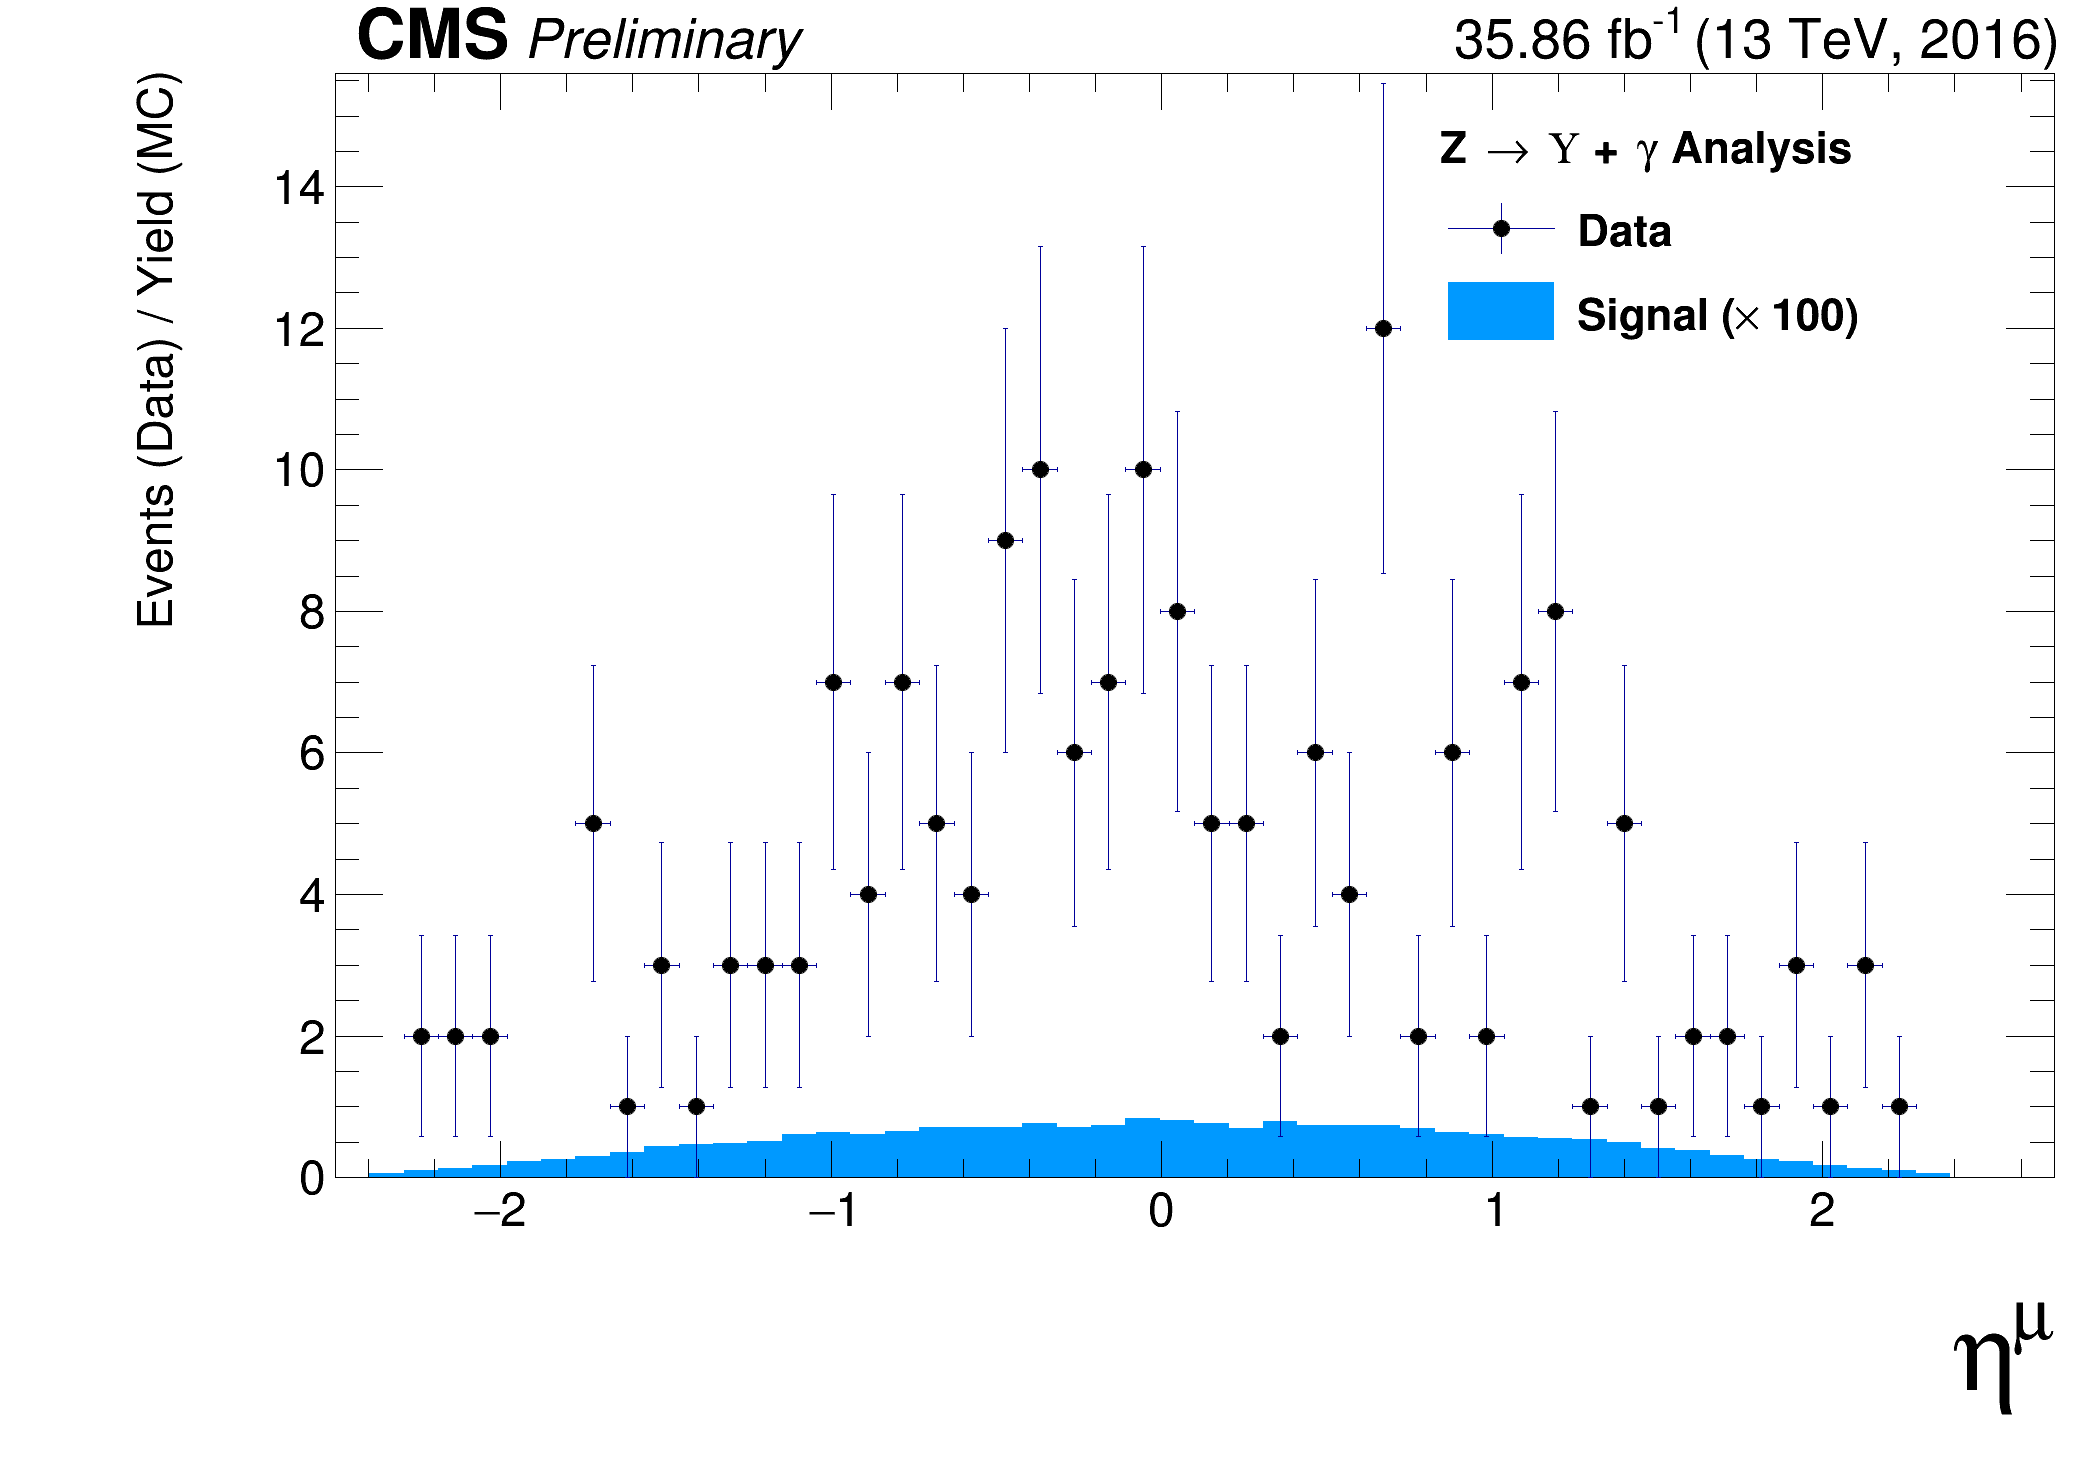 CMS Preliminary
35.86 fb⁻¹ (13 TeV, 2016)
Events (Data) / Yield (MC)
Z → ϒ + γ Analysis
Data
Signal (× 100)
14
12
10
8
6
4
2
0
−2 −1 0 1 2
η^μ